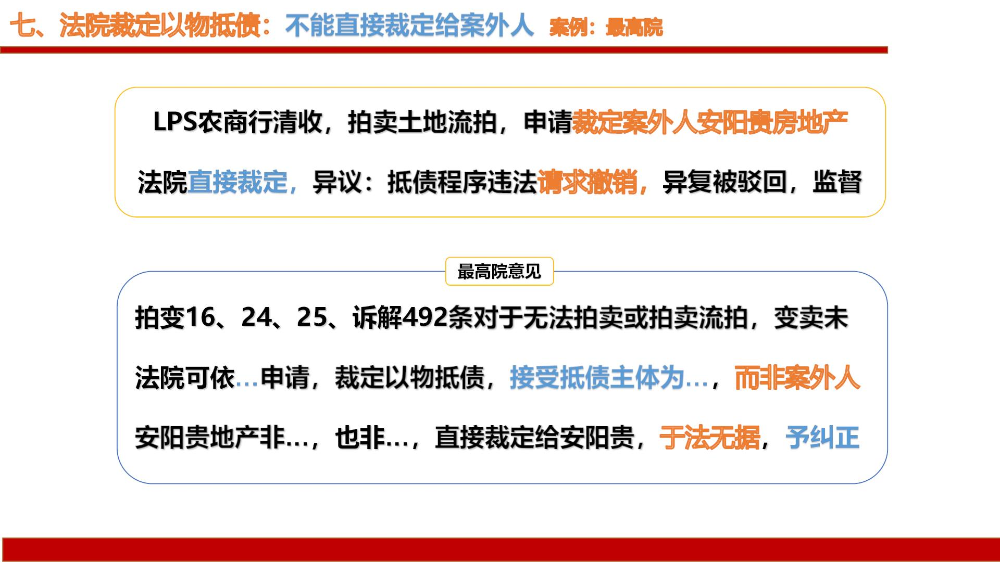 七、法院裁定以物抵债：不能直接裁定给案外人 案例：最高院
LPS农商行清收，拍卖土地流拍，申请裁定案外人安阳贵房地产
法院直接裁定，异议：抵债程序违法请求撤销，异复被驳回，监督
最高院意见
拍变16、24、25、诉解492条对于无法拍卖或拍卖流拍，变卖未
法院可依…申请，裁定以物抵债，接受抵债主体为…，而非案外人
安阳贵地产非…，也非…，直接裁定给安阳贵，于法无据，予纠正